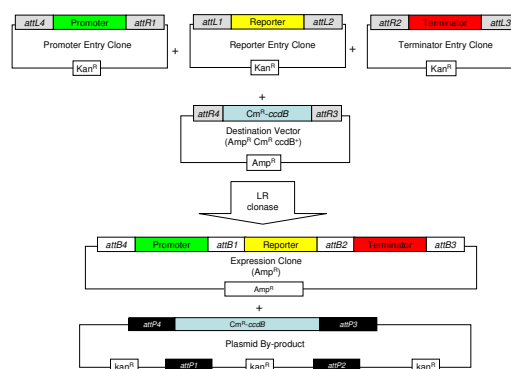 attL4 Promoter attR1 attL1 Reporter attL2 attR2 Terminator attL3
Promoter Entry Clone + Reporter Entry Clone + Terminator Entry Clone
Kanᴿ Kanᴿ Kanᴿ
+
attR4 Cmᴿ-ccdB attR3
Destination Vector
(Ampᴿ Cmᴿ ccdB⁺)
Ampᴿ
LR
clonase
attB4 Promoter attB1 Reporter attB2 Terminator attB3
Expression Clone
(Ampᴿ)
Ampᴿ
+
attP4 Cmᴿ-ccdB attP3
Plasmid By-product
kanᴿ attP1 kanᴿ attP2 kanᴿ